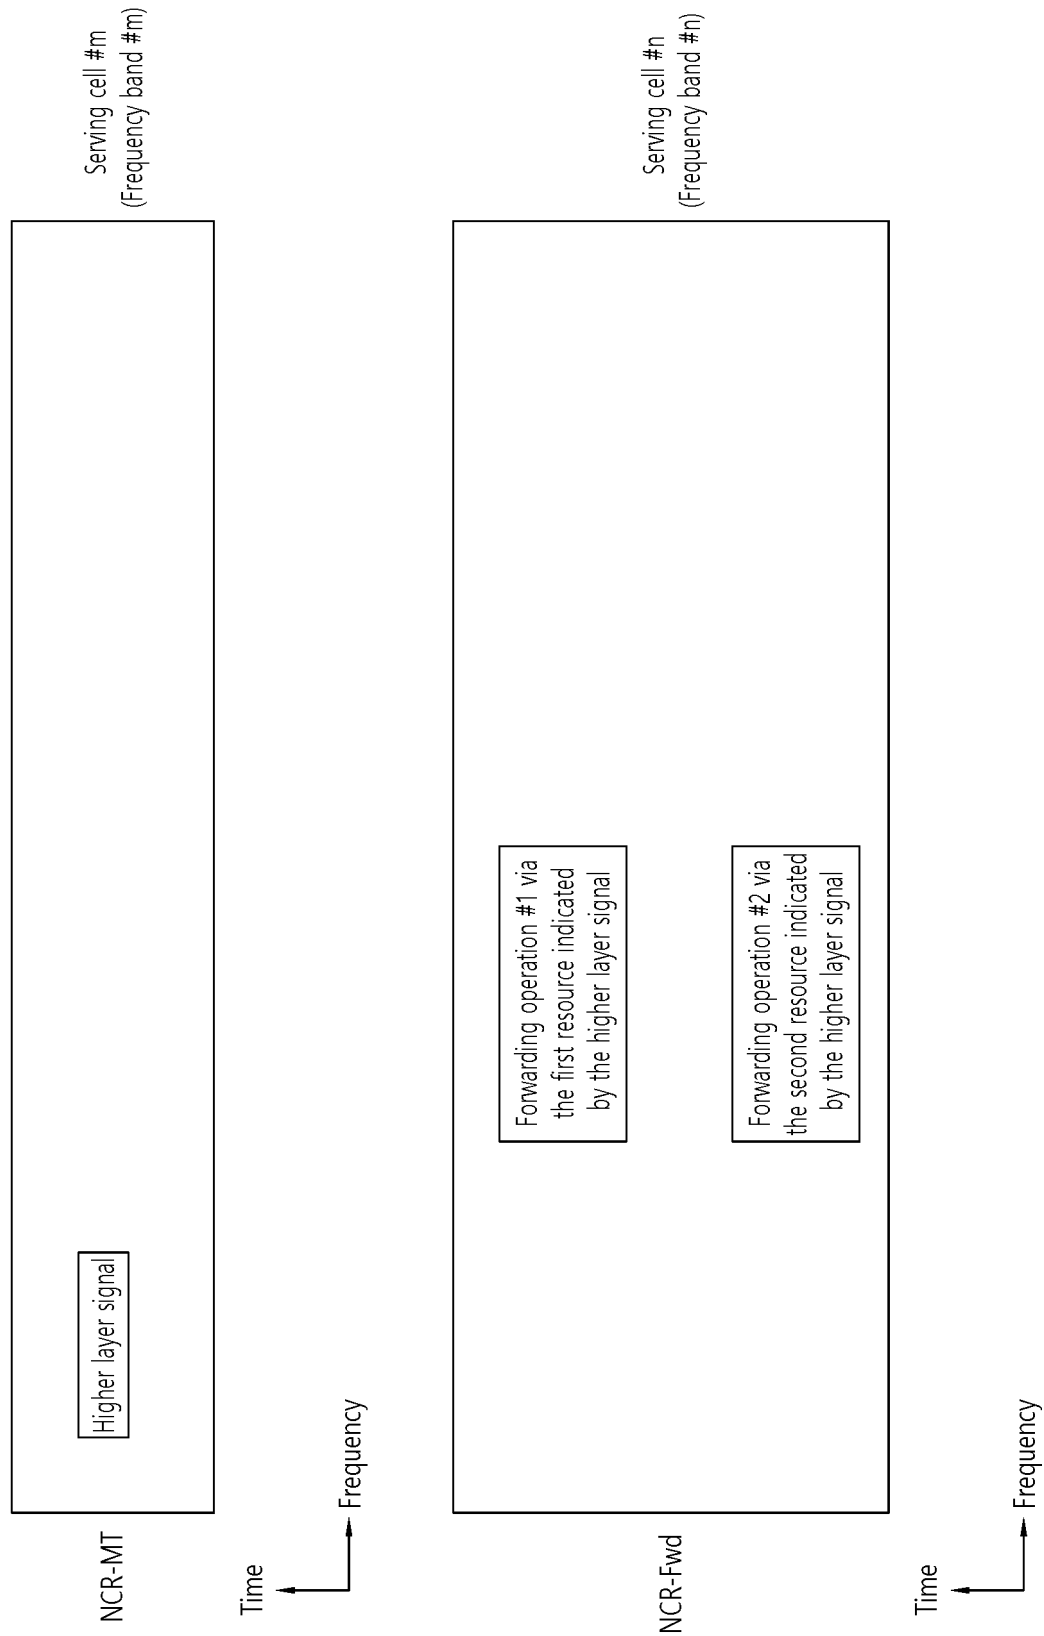 NCR-MT
Higher layer signal
Serving cell #m
(Frequency band #m)
Time
Frequency
NCR-Fwd
Forwarding operation #1 via
the first resource indicated
by the higher layer signal
Forwarding operation #2 via
the second resource indicated
by the higher layer signal
Serving cell #n
(Frequency band #n)
Time
Frequency